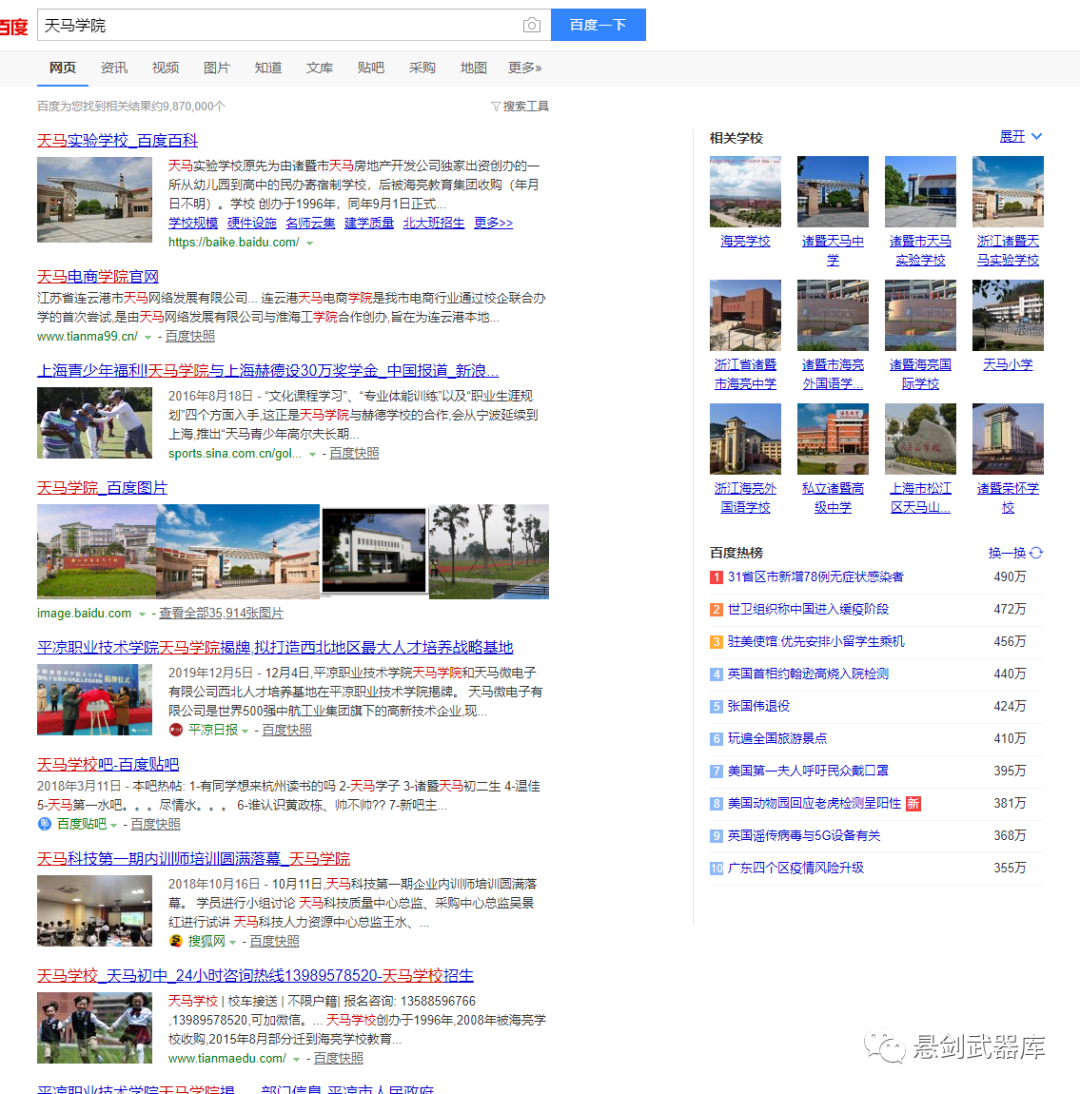 百度
天马学院
百度一下
网页 资讯 视频 图片 知道 文库 贴吧 采购 地图 更多»
百度为您找到相关结果约9,870,000个
搜索工具
天马实验学校_百度百科
天马实验学校原先为由诸暨市天马房地产开发公司独家出资创办的一
所从幼儿园到高中的民办寄宿制学校，后被海亮教育集团收购（年月
日不明）。学校 创办于1996年，同年9月1日正式...
学校规模 硬件设施 名师云集 建学质量 北大班招生 更多>>
https://baike.baidu.com/
天马电商学院官网
江苏省连云港市天马网络发展有限公司... 连云港天马电商学院是我市电商行业通过校企联合办
学的首次尝试,是由天马网络发展有限公司与淮海工学院合作创办,旨在为连云港本地...
www.tianma99.cn/ - 百度快照
上海青少年福利!天马学院与上海赫德设30万奖学金_中国报道_新浪...
2016年8月18日 - “文化课程学习”、“专业体能训练”以及“职业生涯规
划”四个方面入手,这正是天马学院与赫德学校的合作,会从宁波延续到
上海,推出“天马青少年高尔夫长期...
sports.sina.com.cn/gol... - 百度快照
天马学院_百度图片
image.baidu.com - 查看全部35,914张图片
平凉职业技术学院天马学院揭牌,拟打造西北地区最大人才培养战略基地
2019年12月5日 - 12月4日,平凉职业技术学院天马学院和天马微电子
有限公司西北人才培养基地在平凉职业技术学院揭牌。 天马微电子有
限公司是世界500强中航工业集团旗下的高新技术企业,现...
平凉日报 - 百度快照
天马学校吧-百度贴吧
2018年3月11日 - 本吧热帖: 1-有同学想来杭州读书的吗 2-天马学子 3-诸暨天马初二生 4-温佳
5-天马第一水吧。。。尽情水。。。 6-谁认识黄政栋、帅不帅?? 7-新吧主...
百度贴吧 - 百度快照
天马科技第一期内训师培训圆满落幕_天马学院
2018年10月16日 - 10月11日,天马科技第一期企业内训师培训圆满落
幕。 学员进行小组讨论 天马科技质量中心总监、采购中心总监吴景
红进行试讲 天马科技人力资源中心总监王水、...
搜狐网 - 百度快照
天马学校_天马初中_24小时咨询热线13989578520-天马学校招生
天马学校 | 校车接送 | 不限户籍| 报名咨询: 13588596766
,13989578520,可加微信。... 天马学校创办于1996年,2008年被海亮学
校收购,2015年8月部分迁到海亮学校教育...
www.tianmaedu.com/ - 百度快照
平凉职业技术学院天马学院揭... 部门信息 平凉市人民政府
相关学校 展开
海亮学校 诸暨天马中 诸暨市天马 浙江诸暨天
学 实验学校 马实验学校
浙江省诸暨 诸暨市海亮 诸暨海亮国 天马小学
市海亮中学 外国语学... 际学校
浙江海亮外 私立诸暨高 上海市松江 诸暨荣怀学
国语学校 级中学 区天马山... 校
百度热榜 换一换
1 31省区市新增78例无症状感染者 490万
2 世卫组织称中国进入缓疫阶段 472万
3 驻美使馆:优先安排小留学生乘机 456万
4 英国首相约翰逊高烧入院检测 440万
5 张国伟退役 424万
6 玩遍全国旅游景点 410万
7 美国第一夫人呼吁民众戴口罩 395万
8 美国动物园回应老虎检测呈阳性 新 381万
9 英国谣传病毒与5G设备有关 368万
10 广东四个区疫情风险升级 355万
悬剑武器库